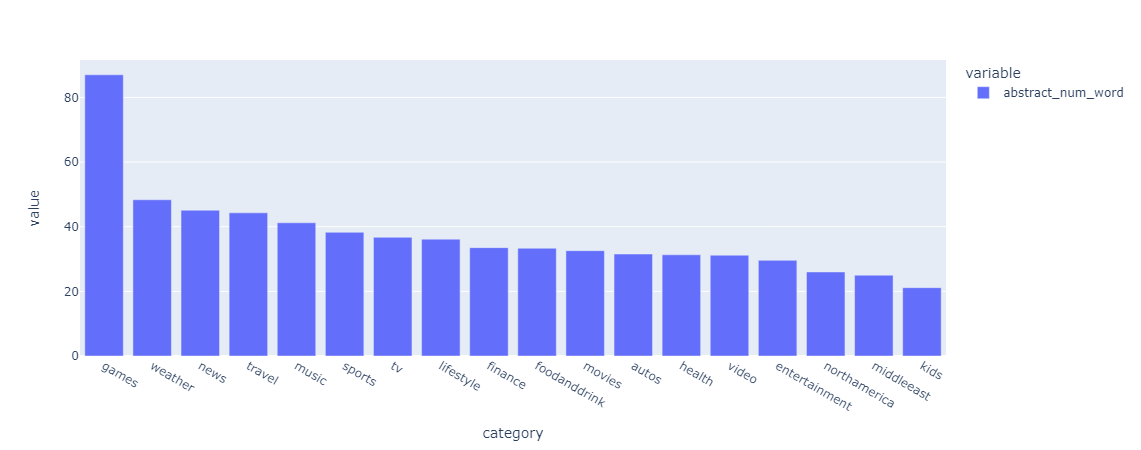 variable
abstract_num_word
80
60
40
20
0
value
games
weather
news
travel
music
sports
tv
lifestyle
finance
foodanddrink
movies
autos
health
video
entertainment
northamerica
middleeast
kids
category